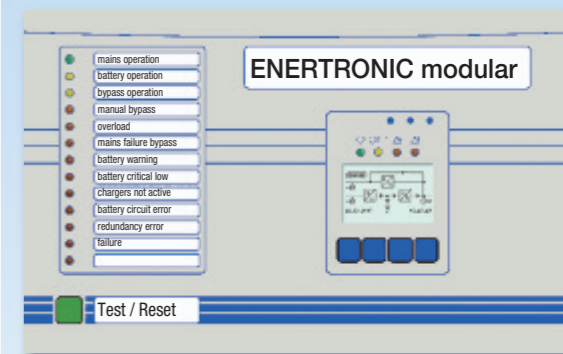 ENERTRONIC modular
mains operation
battery operation
bypass operation
manual bypass
overload
mains failure bypass
battery warning
battery critical low
chargers not active
battery circuit error
redundancy error
failure
Test / Reset